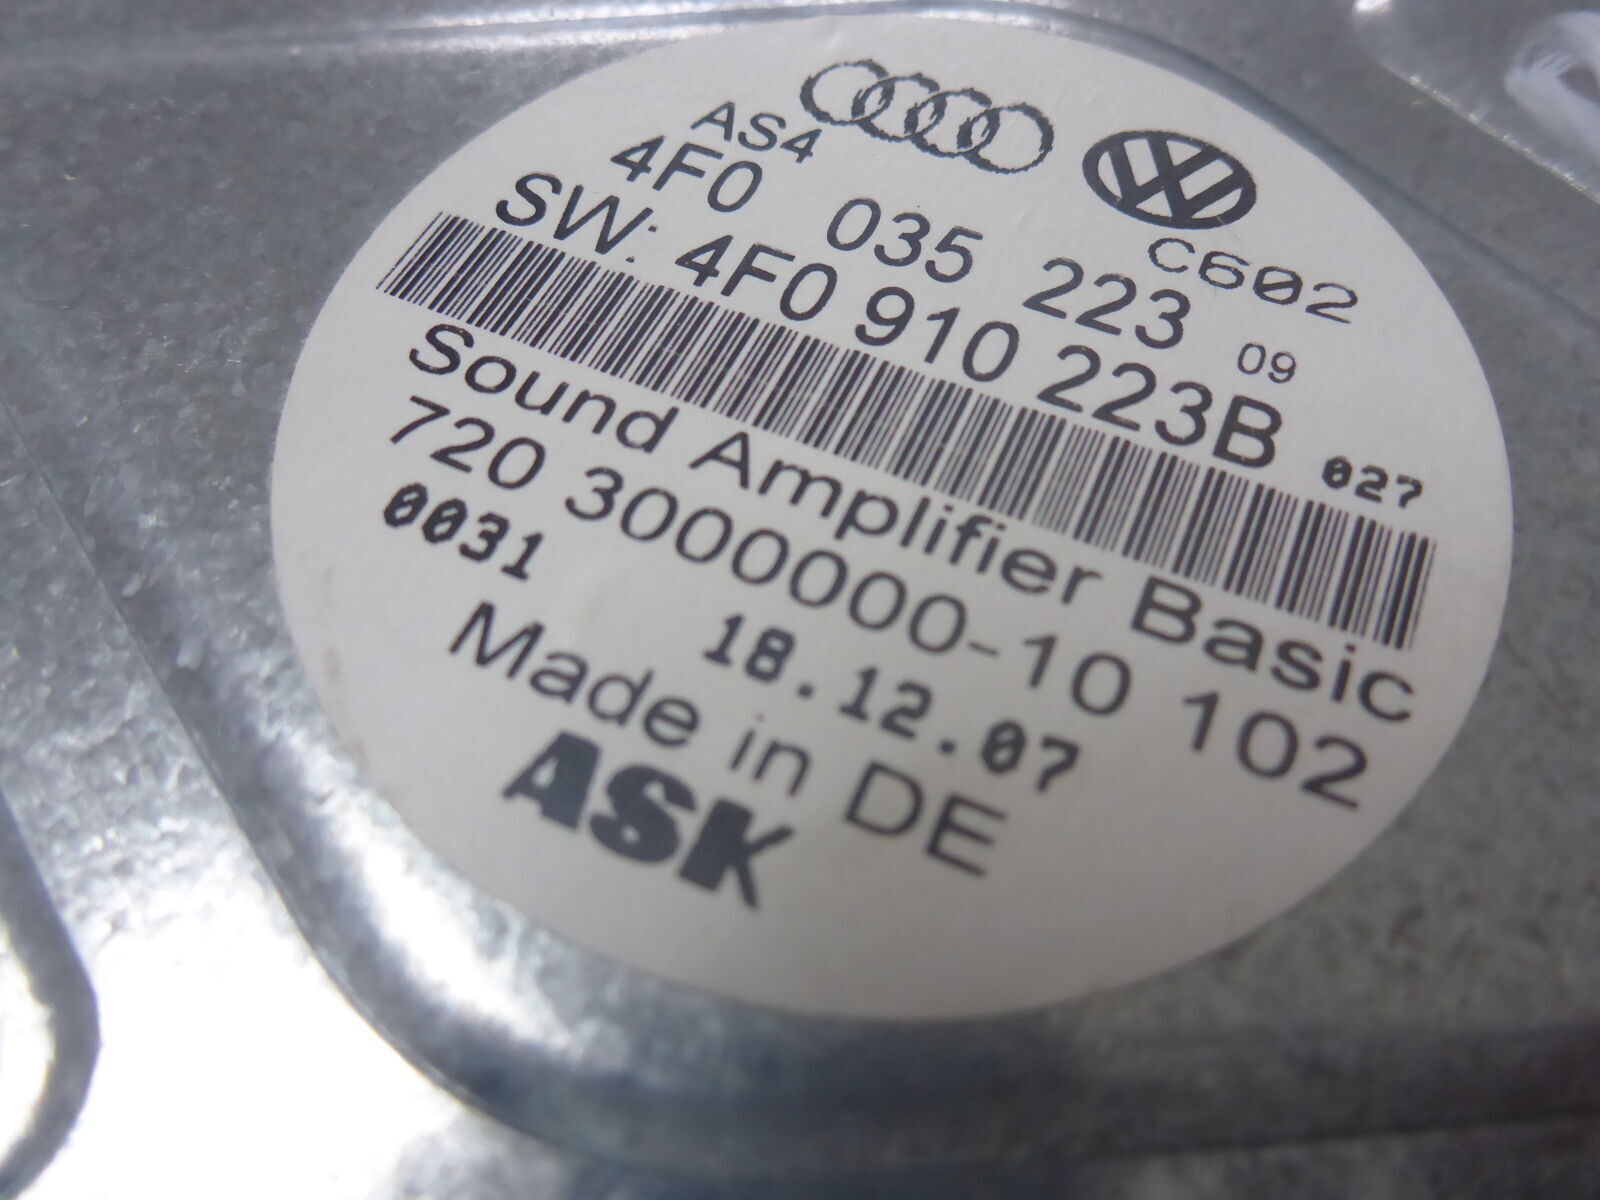 AS4
C602
4F0 035 223 09
SW: 4F0 910 223B 027
Sound Amplifier Basic
720 3000000-10 102
0031 18.12.07
Made in DE
ASK